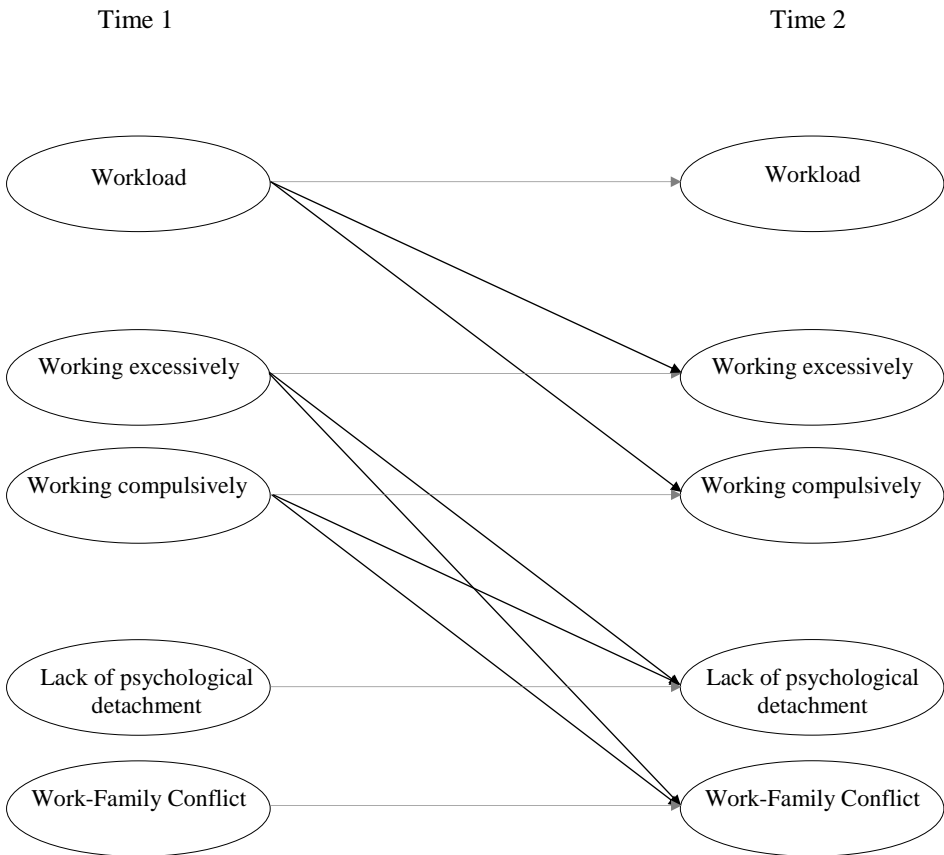 Time 1
Time 2
Workload
Workload
Working excessively
Working excessively
Working compulsively
Working compulsively
Lack of psychological
detachment
Lack of psychological
detachment
Work-Family Conflict
Work-Family Conflict